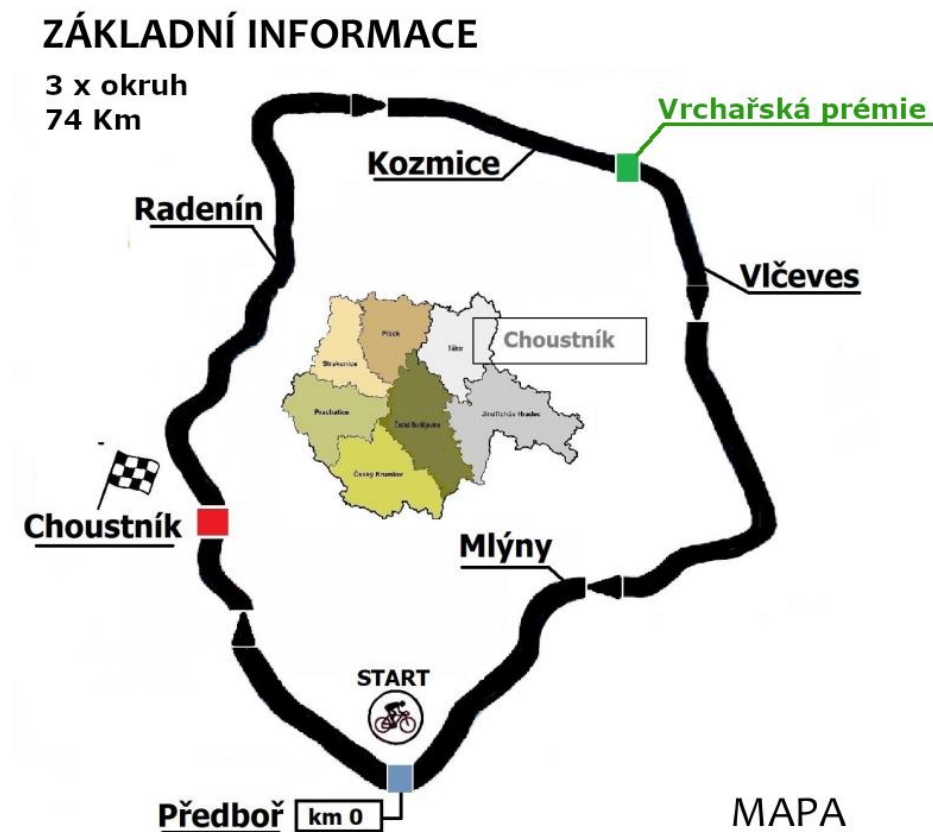 ZÁKLADNÍ INFORMACE
3 x okruh
74 Km
Vrchařská prémie
Kozmice
Radenín
Vlčeves
Písek
Tábor
Choustník
Strakonice
Prachatice
České Budějovice
Jindřichův Hradec
Český Krumlov
Choustník
Mlýny
START
Předboř
km 0
MAPA